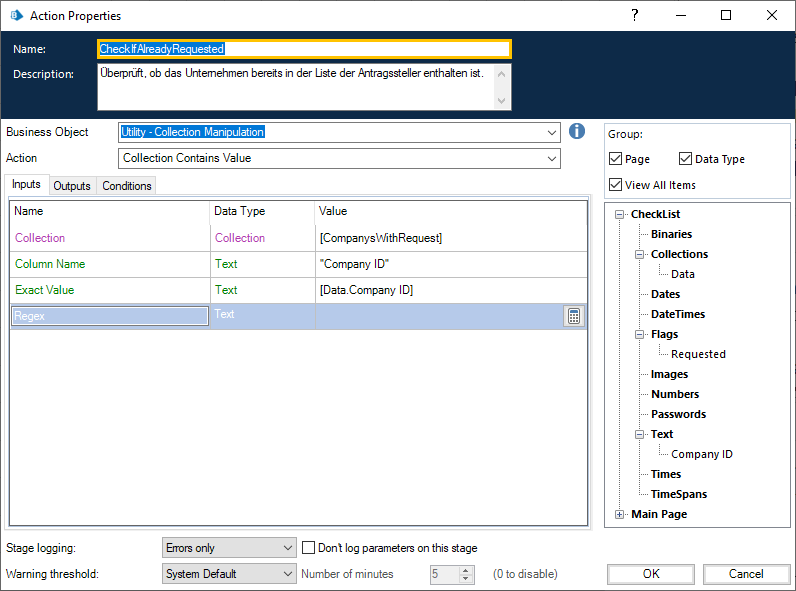 Action Properties
?
Name: CheckIfAlreadyRequested
Description: Überprüft, ob das Unternehmen bereits in der Liste der Antragssteller enthalten ist.
Business Object Utility - Collection Manipulation
Action Collection Contains Value
Inputs Outputs Conditions
Name Data Type Value
Collection Collection [CompanysWithRequest]
Column Name Text "Company ID"
Exact Value Text [Data.Company ID]
Regex Text
Group:
Page Data Type
View All Items
CheckList
Binaries
Collections
Data
Dates
DateTimes
Flags
Requested
Images
Numbers
Passwords
Text
Company ID
Times
TimeSpans
Main Page
Stage logging: Errors only Don't log parameters on this stage
Warning threshold: System Default Number of minutes 5 (0 to disable)
OK Cancel